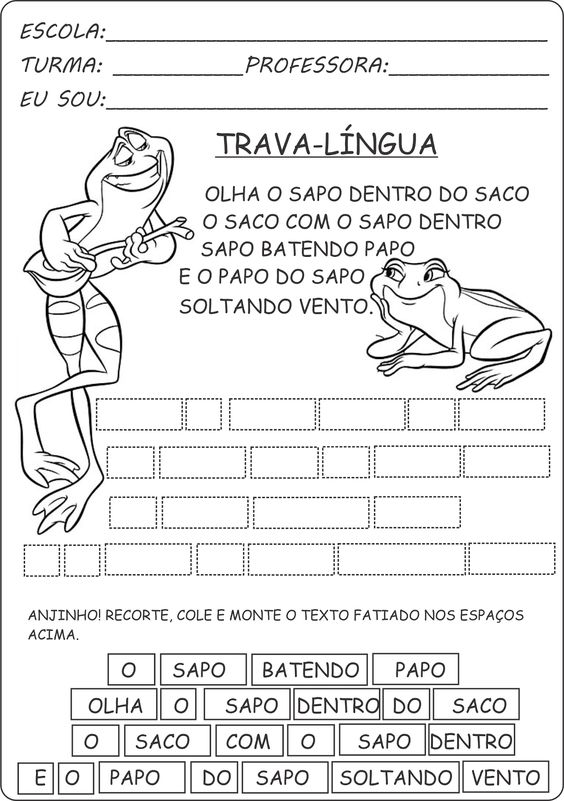 ESCOLA:
TURMA: PROFESSORA:
EU SOU:
TRAVA-LÍNGUA
OLHA O SAPO DENTRO DO SACO
O SACO COM O SAPO DENTRO
SAPO BATENDO PAPO
E O PAPO DO SAPO
SOLTANDO VENTO.
ANJINHO! RECORTE, COLE E MONTE O TEXTO FATIADO NOS ESPAÇOS
ACIMA.
O SAPO BATENDO PAPO
OLHA O SAPO DENTRO DO SACO
O SACO COM O SAPO DENTRO
E O PAPO DO SAPO SOLTANDO VENTO